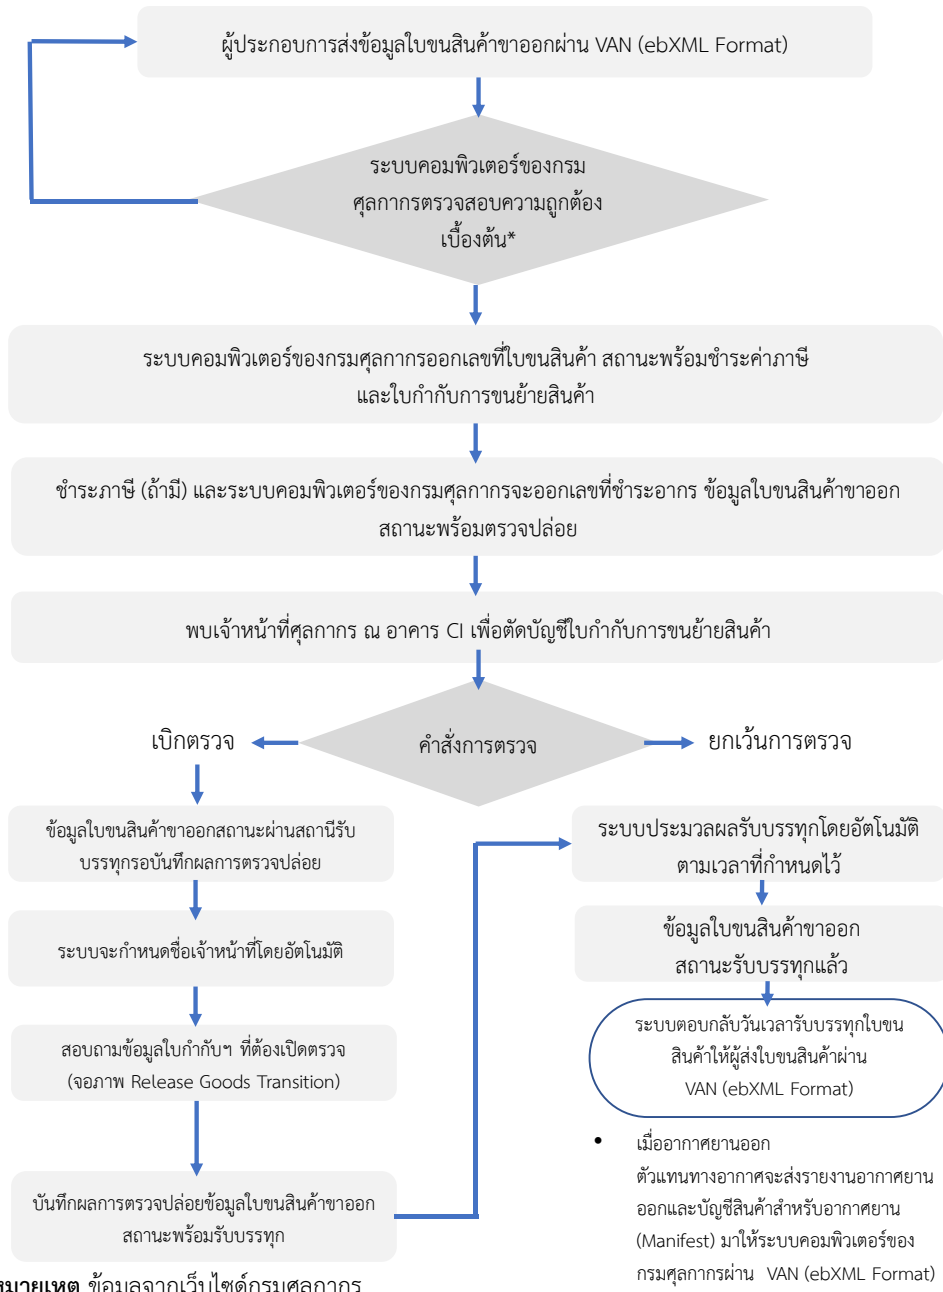 ผู้ประกอบการส่งข้อมูลใบขนสินค้าขาออกผ่าน VAN (ebXML Format)
ระบบคอมพิวเตอร์ของกรม
ศุลกากรตรวจสอบความถูกต้อง
เบื้องต้น*
ระบบคอมพิวเตอร์ของกรมศุลกากรออกเลขที่ใบขนสินค้า สถานะพร้อมชำระค่าภาษี
และใบกำกับการขนย้ายสินค้า
ชำระภาษี (ถ้ามี) และระบบคอมพิวเตอร์ของกรมศุลกากรจะออกเลขที่ชำระอากร ข้อมูลใบขนสินค้าขาออก
สถานะพร้อมตรวจปล่อย
พบเจ้าหน้าที่ศุลกากร ณ อาคาร CI เพื่อตัดบัญชีใบกำกับการขนย้ายสินค้า
คำสั่งการตรวจ
เบิกตรวจ
ยกเว้นการตรวจ
ข้อมูลใบขนสินค้าขาออกสถานะผ่านสถานีรับ
บรรทุกรอบันทึกผลการตรวจปล่อย
ระบบจะกำหนดชื่อเจ้าหน้าที่โดยอัตโนมัติ
สอบถามข้อมูลใบกำกับฯ ที่ต้องเปิดตรวจ
(จอภาพ Release Goods Transition)
บันทึกผลการตรวจปล่อยข้อมูลใบขนสินค้าขาออก
สถานะพร้อมรับบรรทุก
ระบบประมวลผลรับบรรทุกโดยอัตโนมัติ
ตามเวลาที่กำหนดไว้
ข้อมูลใบขนสินค้าขาออก
สถานะรับบรรทุกแล้ว
ระบบตอบกลับวันเวลารับบรรทุกใบขน
สินค้าให้ผู้ส่งใบขนสินค้าผ่าน
VAN (ebXML Format)
• เมื่ออากาศยานออก
ตัวแทนทางอากาศจะส่งรายงานอากาศยาน
ออกและบัญชีสินค้าสำหรับอากาศยาน
(Manifest) มาให้ระบบคอมพิวเตอร์ของ
กรมศุลกากรผ่าน VAN (ebXML Format)
หมายเหตุ ข้อมูลจากเว็บไซต์กรมศุลกากร